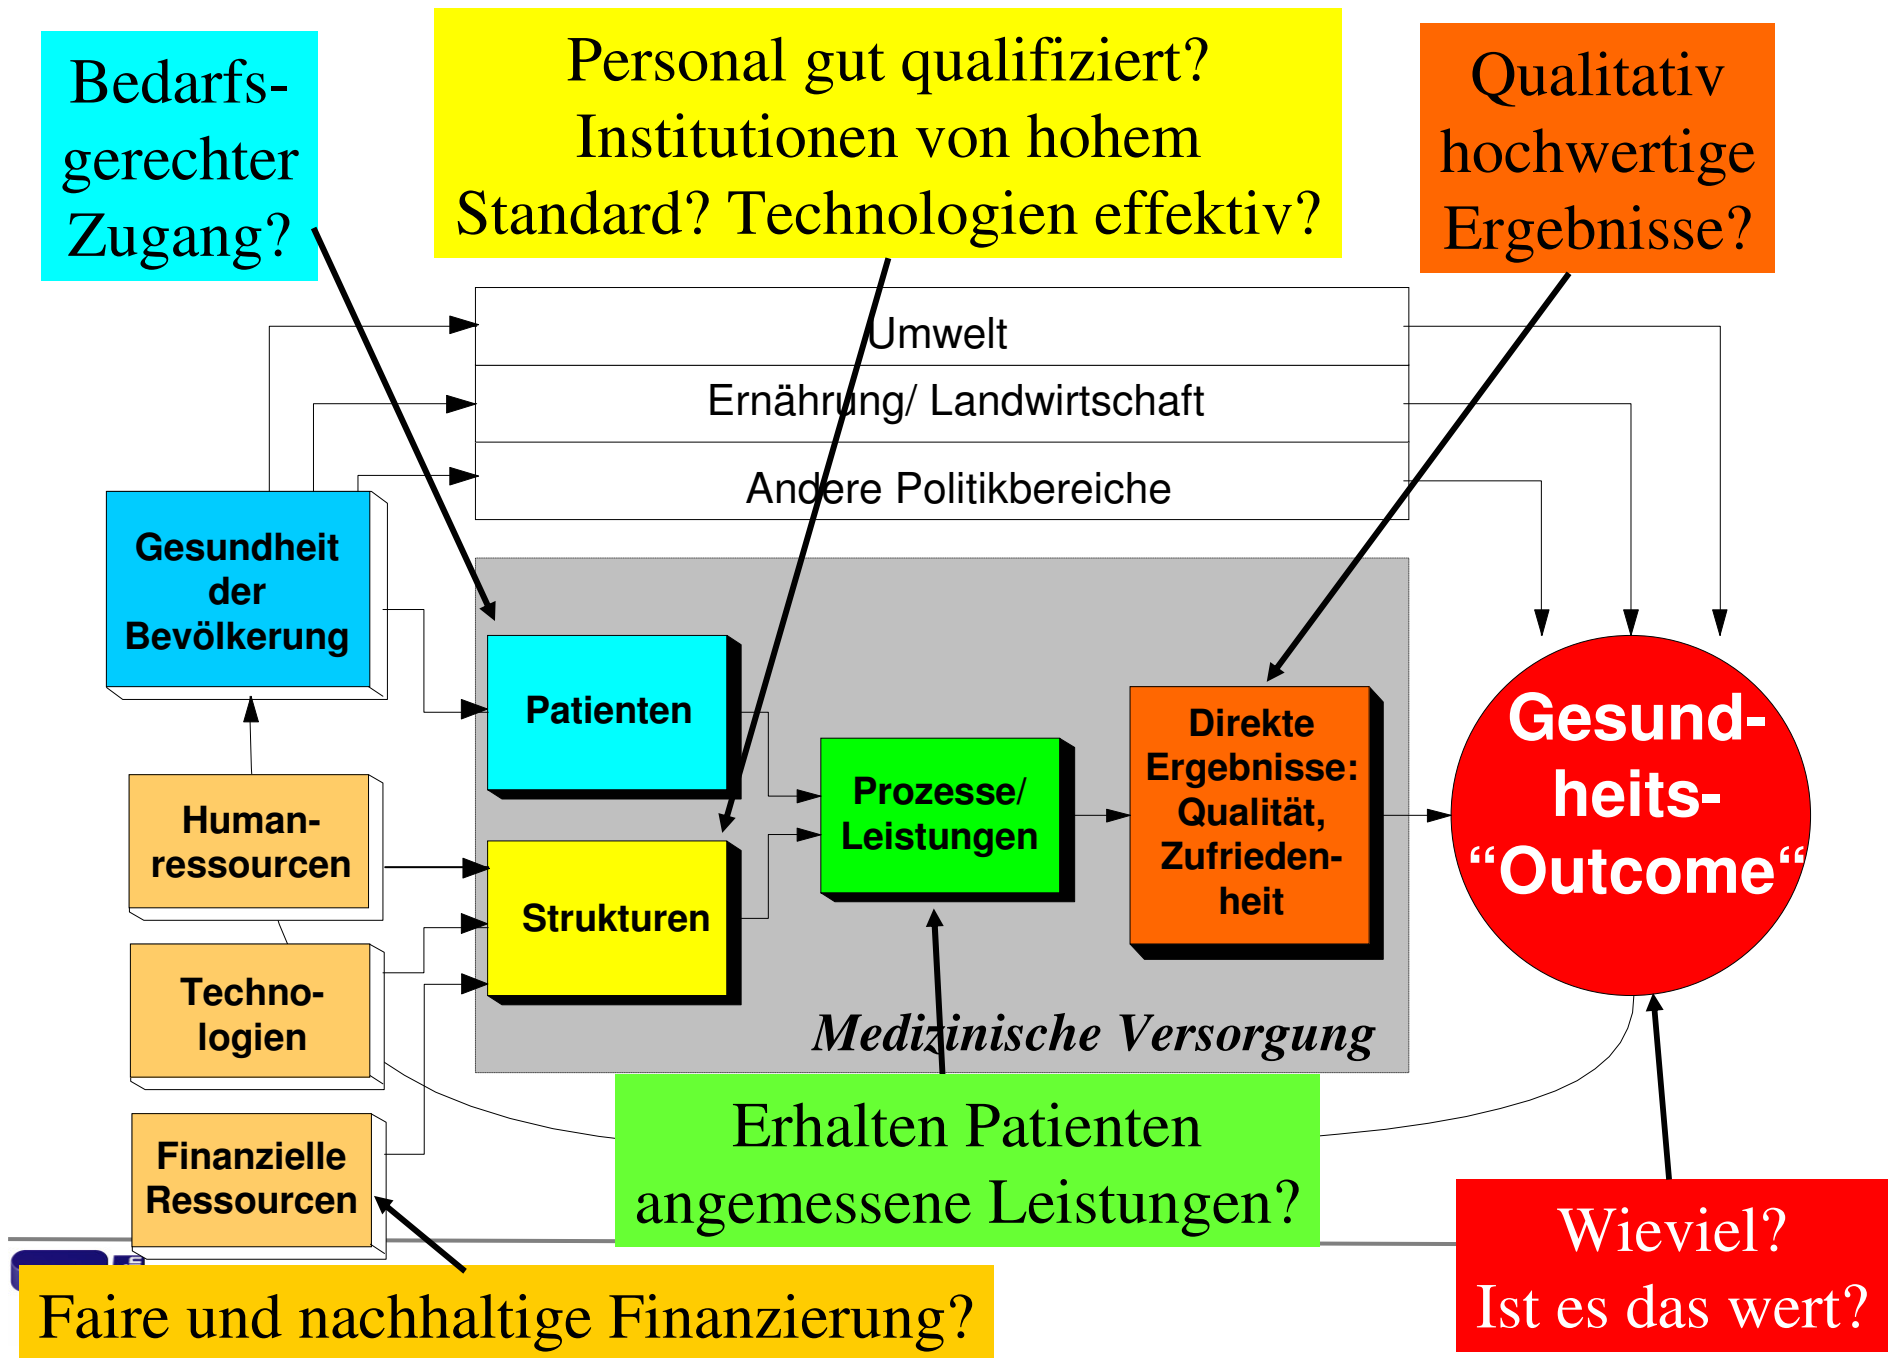 Bedarfs-
gerechter
Zugang?
Personal gut qualifiziert?
Institutionen von hohem
Standard? Technologien effektiv?
Qualitativ
hochwertige
Ergebnisse?
Umwelt
Ernährung/ Landwirtschaft
Andere Politikbereiche
Gesundheit
der
Bevölkerung
Patienten
Direkte
Ergebnisse:
Qualität,
Zufrieden-
heit
Gesund-
heits-
“Outcome“
Prozesse/
Leistungen
Human-
ressourcen
Strukturen
Techno-
logien
Medizinische Versorgung
Finanzielle
Ressourcen
Erhalten Patienten
angemessene Leistungen?
Wieviel?
Ist es das wert?
Faire und nachhaltige Finanzierung?